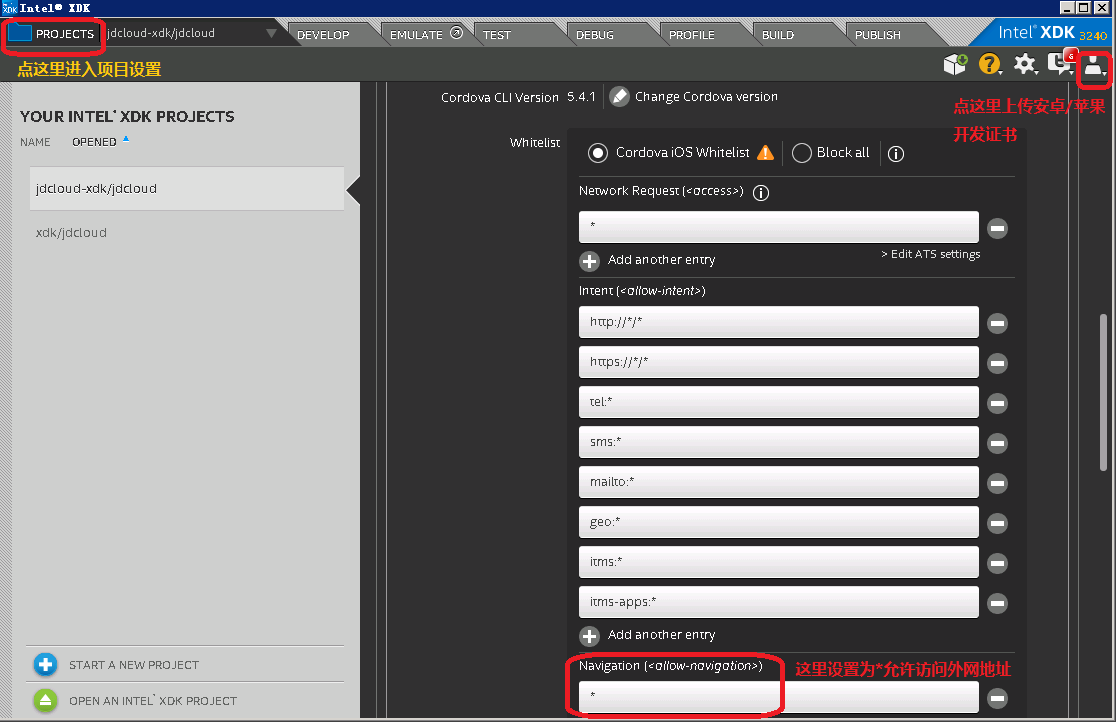 Intel® XDK
PROJECTS
jdcloud-xdk/jdcloud
DEVELOP
EMULATE
TEST
DEBUG
PROFILE
BUILD
PUBLISH
Intel® XDK 3240
点这里进入项目设置
6
点这里上传安卓/苹果
开发证书
YOUR INTEL® XDK PROJECTS
NAME OPENED
jdcloud-xdk/jdcloud
xdk/jdcloud
START A NEW PROJECT
OPEN AN INTEL® XDK PROJECT
Cordova CLI Version 5.4.1 Change Cordova version
Whitelist
Cordova iOS Whitelist Block all
Network Request (<access>)
*
Add another entry
> Edit ATS settings
Intent (<allow-intent>)
http://*/*
https://*/*
tel:*
sms:*
mailto:*
geo:*
itms:*
itms-apps:*
Add another entry
Navigation (<allow-navigation>)
这里设置为*允许访问外网地址
*